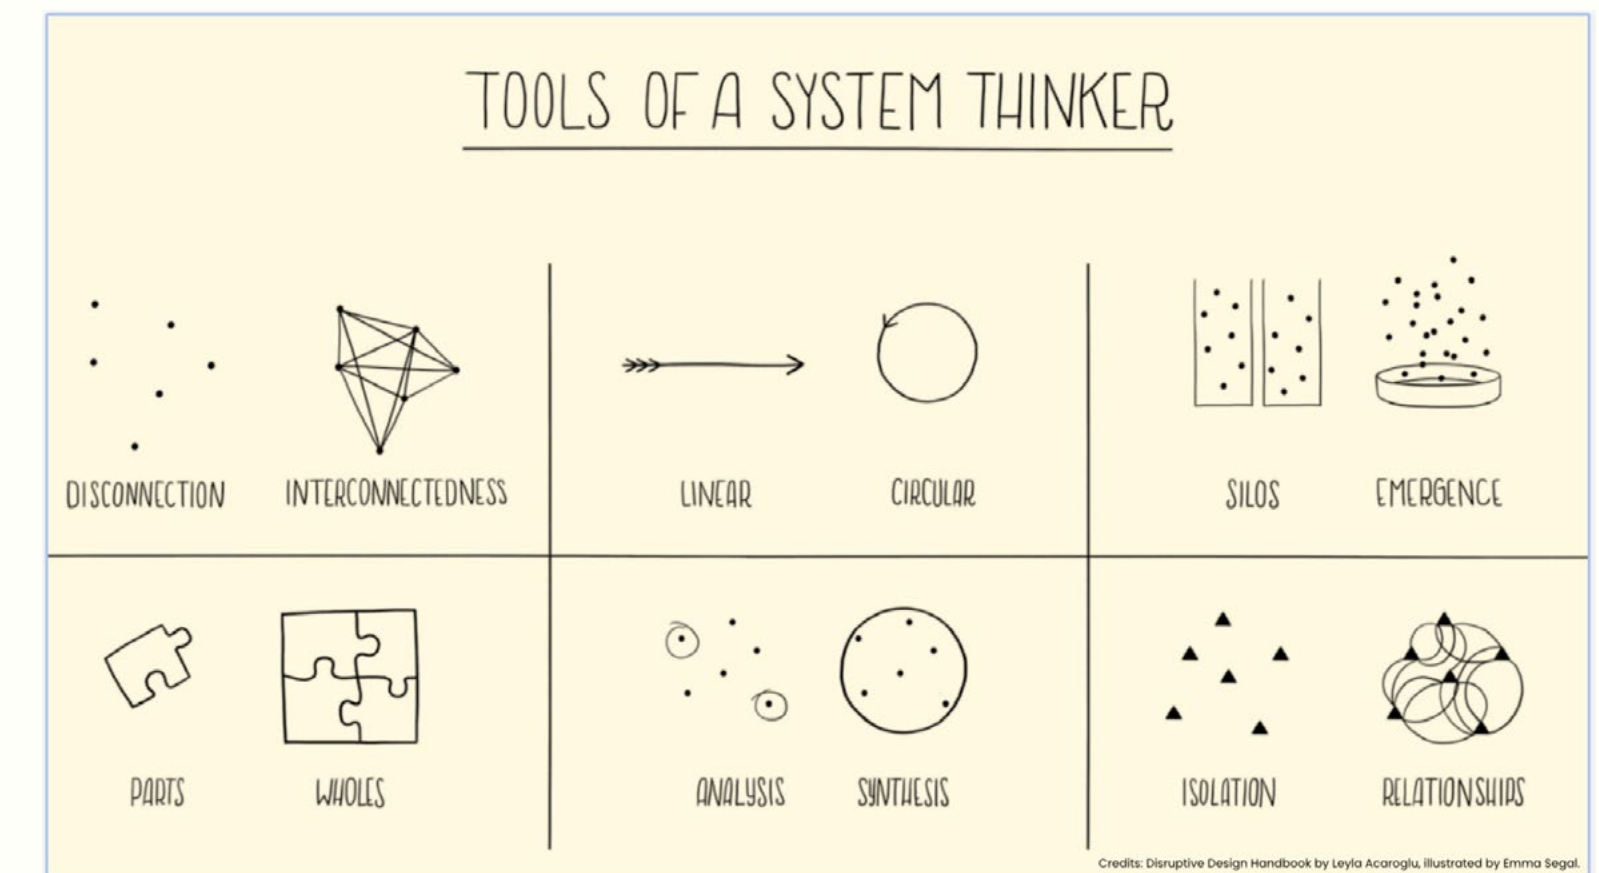 TOOLS OF A SYSTEM THINKER
DISCONNECTION
INTERCONNECTEDNESS
LINEAR
CIRCULAR
SILOS
EMERGENCE
PARTS
WHOLES
ANALYSIS
SYNTHESIS
ISOLATION
RELATIONSHIPS
Credits: Disruptive Design Handbook by Leyla Acaroglu, illustrated by Emma Segal.